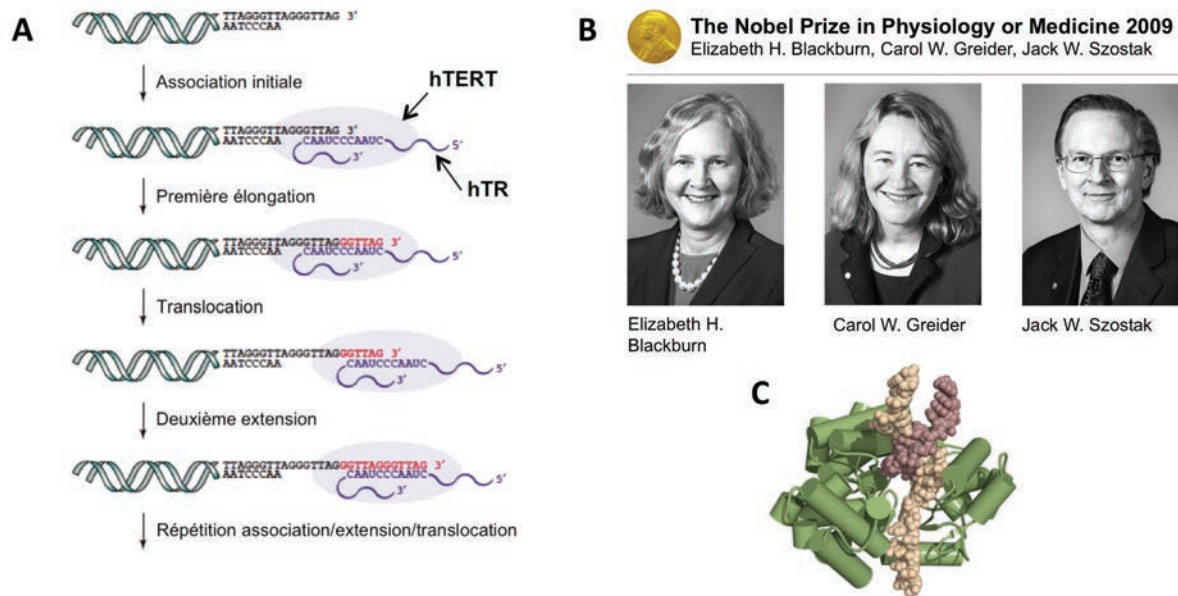 A
TTAGGGTTAGGGTTAG 3'
AATCCCAA
Association initiale
hTERT
TTAGGGTTAGGGTTAG 3'
AATCCCAA CAAUCCCAAUC 5'
3'
hTR
Première élongation
TTAGGGTTAGGGTTAGGGTTAG 3'
AATCCCAA CAAUCCCAAUC 5'
3'
Translocation
TTAGGGTTAGGGTTAGGGTTAG 3'
AATCCCAA CAAUCCCAAUC 5'
3'
Deuxième extension
TTAGGGTTAGGGTTAGGGTTAGGGTTAG 3'
AATCCCAA CAAUCCCAAUC 5'
3'
Répétition association/extension/translocation
B
The Nobel Prize in Physiology or Medicine 2009
Elizabeth H. Blackburn, Carol W. Greider, Jack W. Szostak
Elizabeth H.
Blackburn
Carol W. Greider
Jack W. Szostak
C